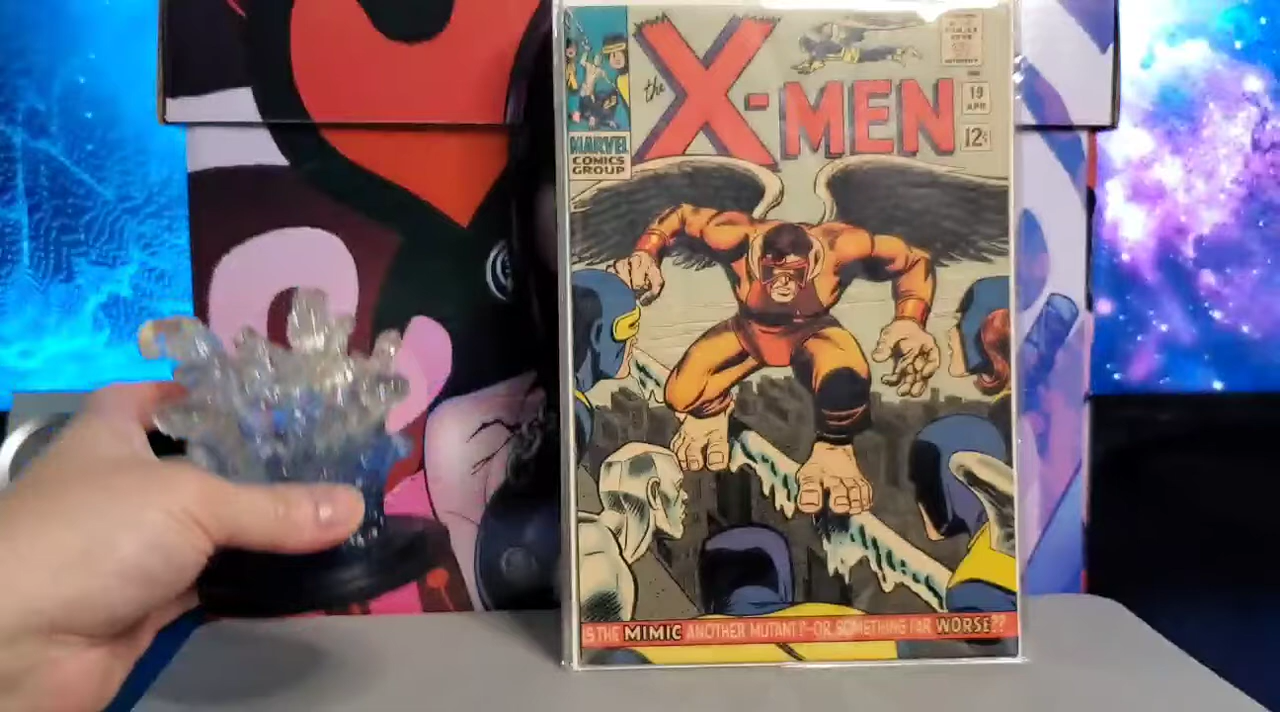 the X-MEN
19
APR
12¢
MARVEL
COMICS
GROUP
IS THE MIMIC ANOTHER MUTANT?-OR SOMETHING FAR WORSE??